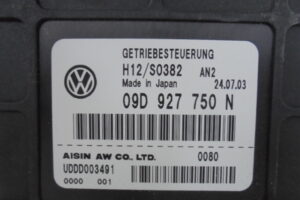 GETRIEBESTEUERUNG
H12/S0382 AN2
Made in Japan 24.07.03
09D 927 750 N
AISIN AW CO., LTD. 0080
UDDD003491
0000 001